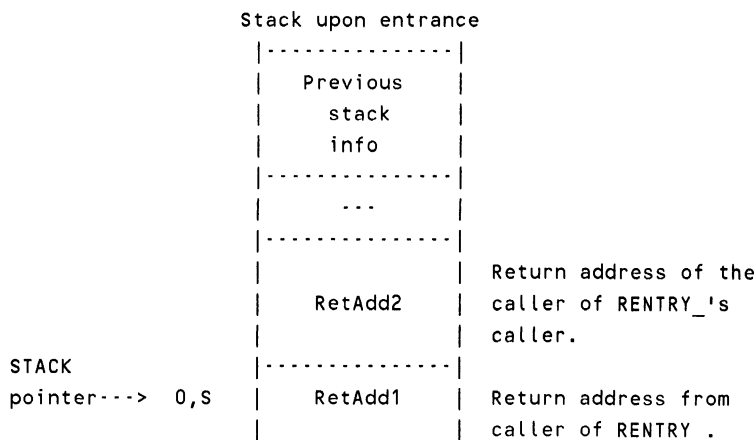 Stack upon entrance
|---------------|
| Previous |
| stack |
| info |
|---------------|
| ... |
|---------------|
| | Return address of the
| RetAdd2 | caller of RENTRY_'s
| | caller.
STACK |---------------|
pointer---> 0,S | RetAdd1 | Return address from
| | caller of RENTRY_.